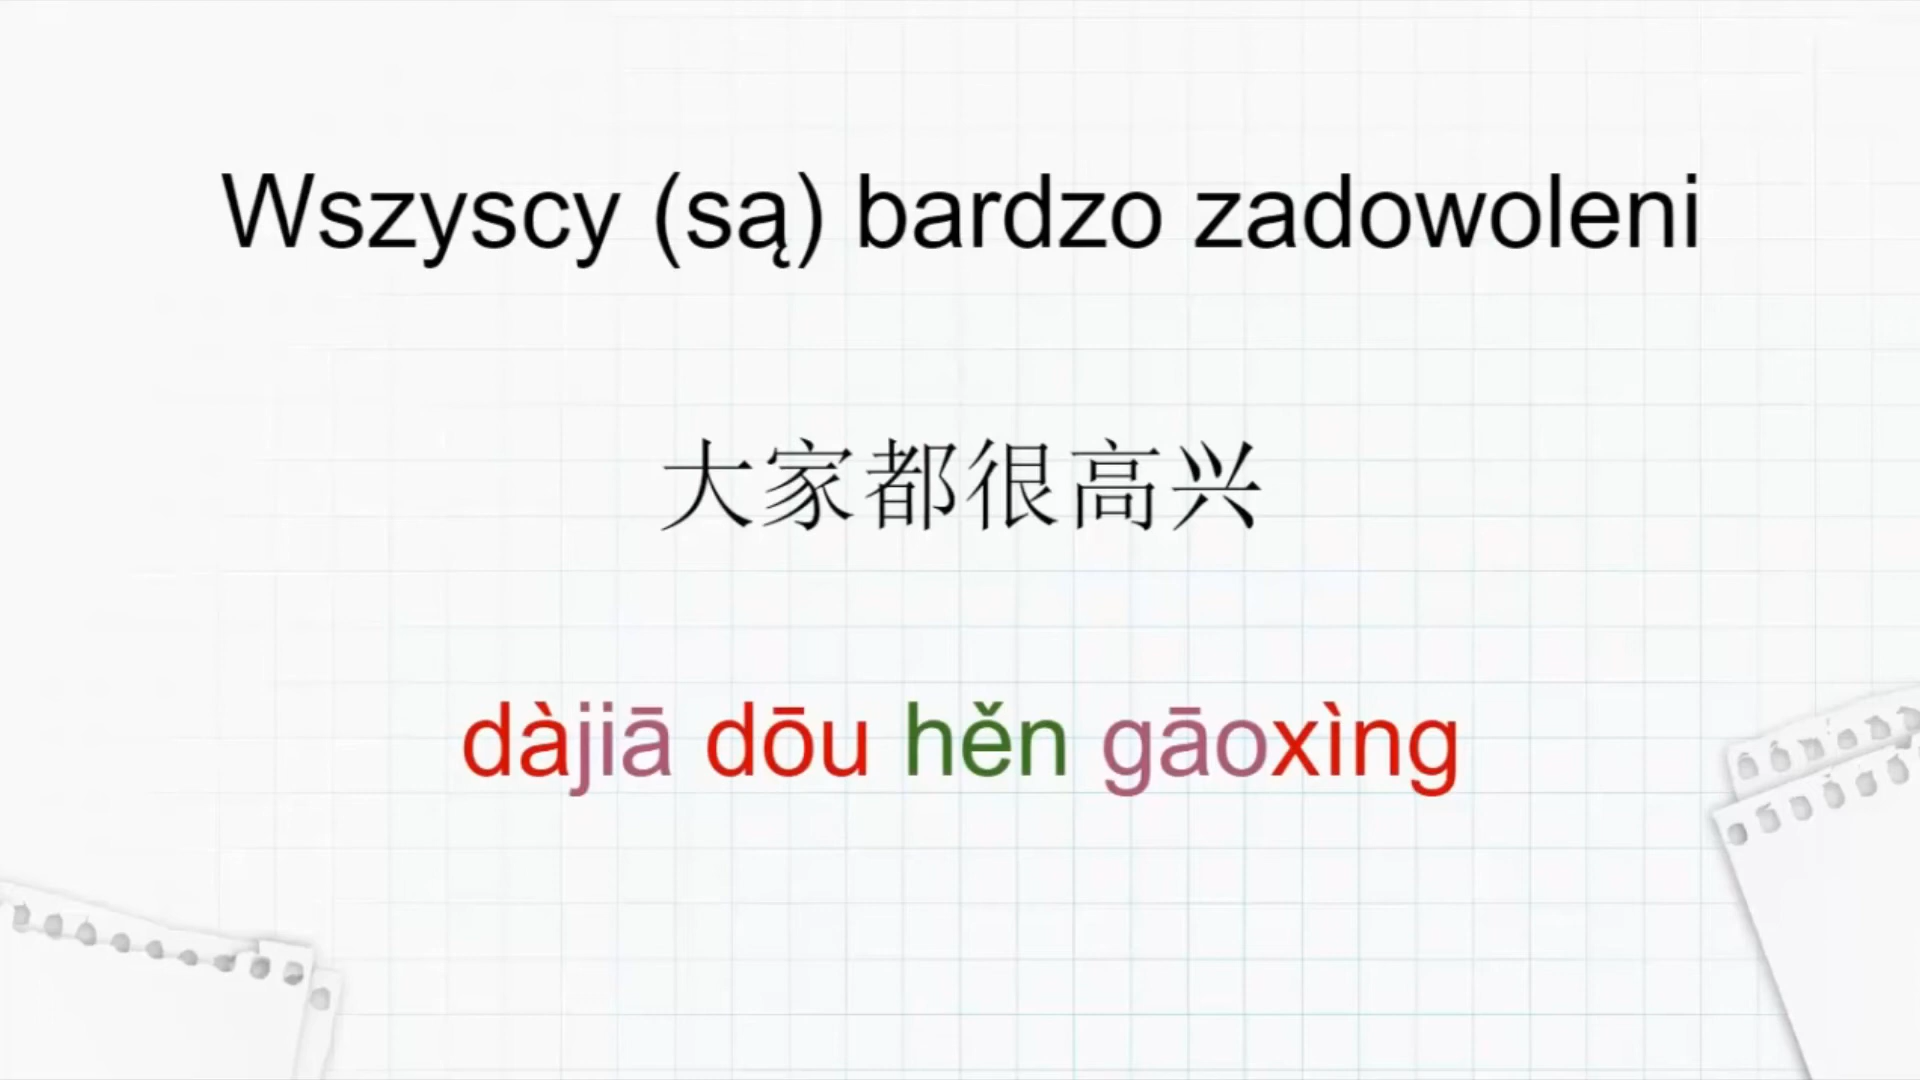 Wszyscy (są) bardzo zadowoleni
大家都很高兴
dàjiā dōu hěn gāoxìng